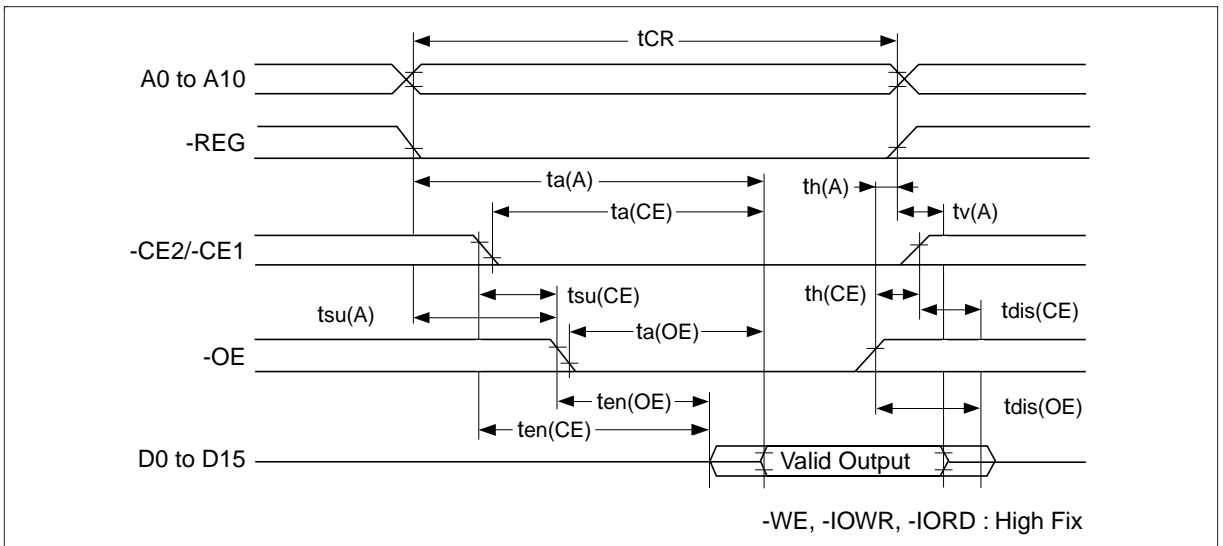 tCR
A0 to A10
-REG
ta(A)
th(A)
ta(CE)
tv(A)
-CE2/-CE1
tsu(CE)
th(CE)
tsu(A)
tdis(CE)
ta(OE)
-OE
ten(OE)
tdis(OE)
ten(CE)
D0 to D15
Valid Output
-WE, -IOWR, -IORD : High Fix